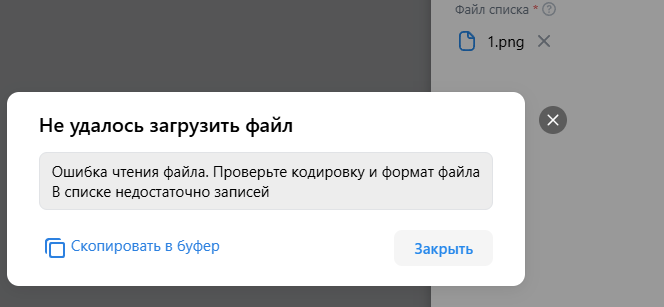 Файл списка * ?
1.png
Не удалось загрузить файл
Ошибка чтения файла. Проверьте кодировку и формат файла
В списке недостаточно записей
Скопировать в буфер
Закрыть